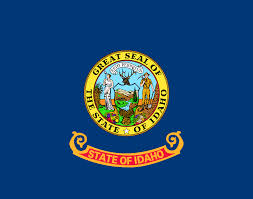 GREAT SEAL OF
THE STATE OF IDAHO
STATE OF IDAHO